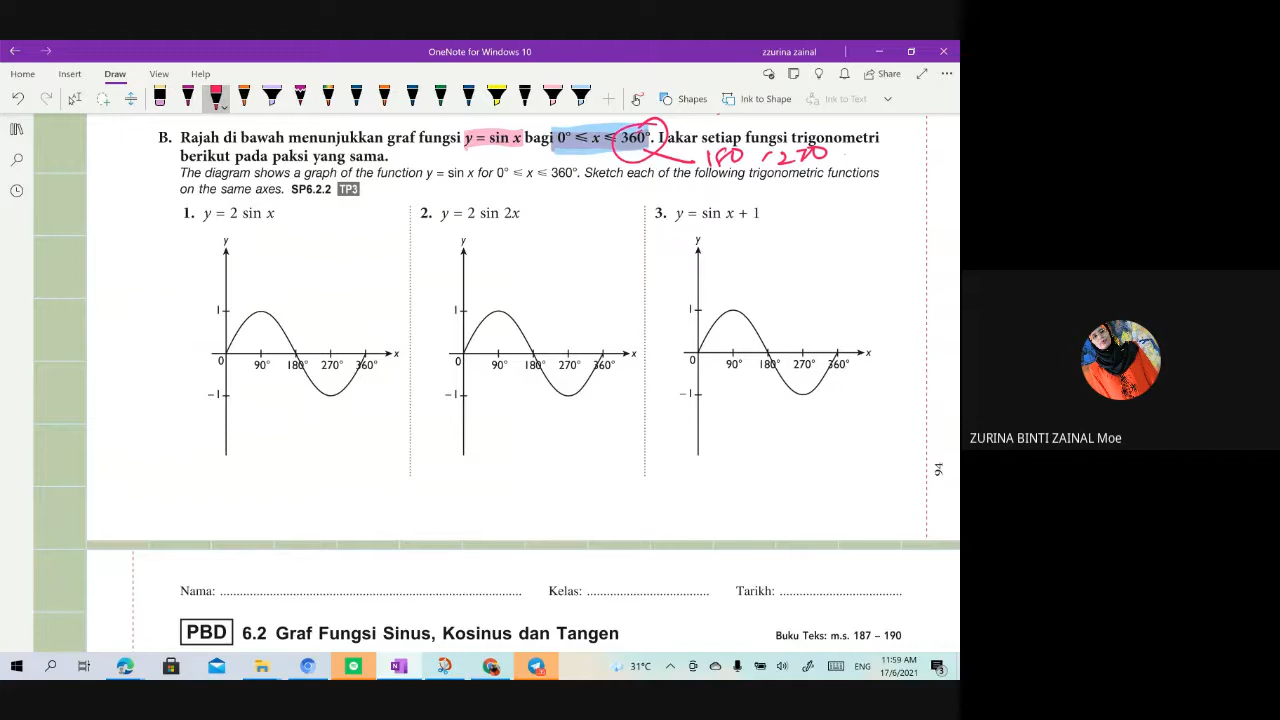 OneNote for Windows 10
zzurina zainal
Home Insert Draw View Help
Share
Shapes Ink to Shape Ink to Text
B. Rajah di bawah menunjukkan graf fungsi y = sin x bagi 0° ≤ x ≤ 360°. Lakar setiap fungsi trigonometri
berikut pada paksi yang sama.
180
The diagram shows a graph of the function y = sin x for 0° ≤ x ≤ 360°. Sketch each of the following trigonometric functions
on the same axes. SP6.2.2 TP3
1. y = 2 sin x
2. y = 2 sin 2x
3. y = sin x + 1
y
1
0
90° 180° 270° 360°
x
−1
y
1
0
90° 180° 270° 360°
x
−1
y
1
0
90° 180° 270° 360°
x
−1
94
ZURINA BINTI ZAINAL Moe
Nama: ........ Kelas: ........ Tarikh: ........
PBD 6.2 Graf Fungsi Sinus, Kosinus dan Tangen
Buku Teks: m.s. 187 – 190
31°C
ENG
11:59 AM
17/6/2021
3